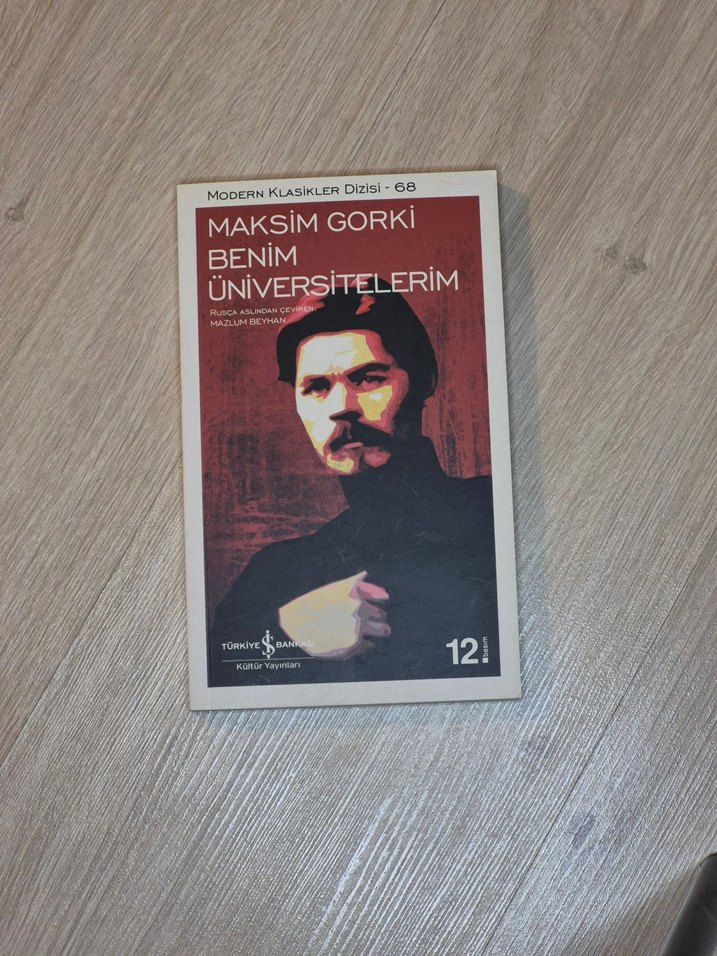 MODERN KLASİKLER DİZİSİ - 68
MAKSİM GORKİ
BENİM
ÜNİVERSİTELERİM
RUSÇA ASLINDAN ÇEVİREN:
MAZLUM BEYHAN
TÜRKİYE İŞ BANKASI
Kültür Yayınları
12. basım